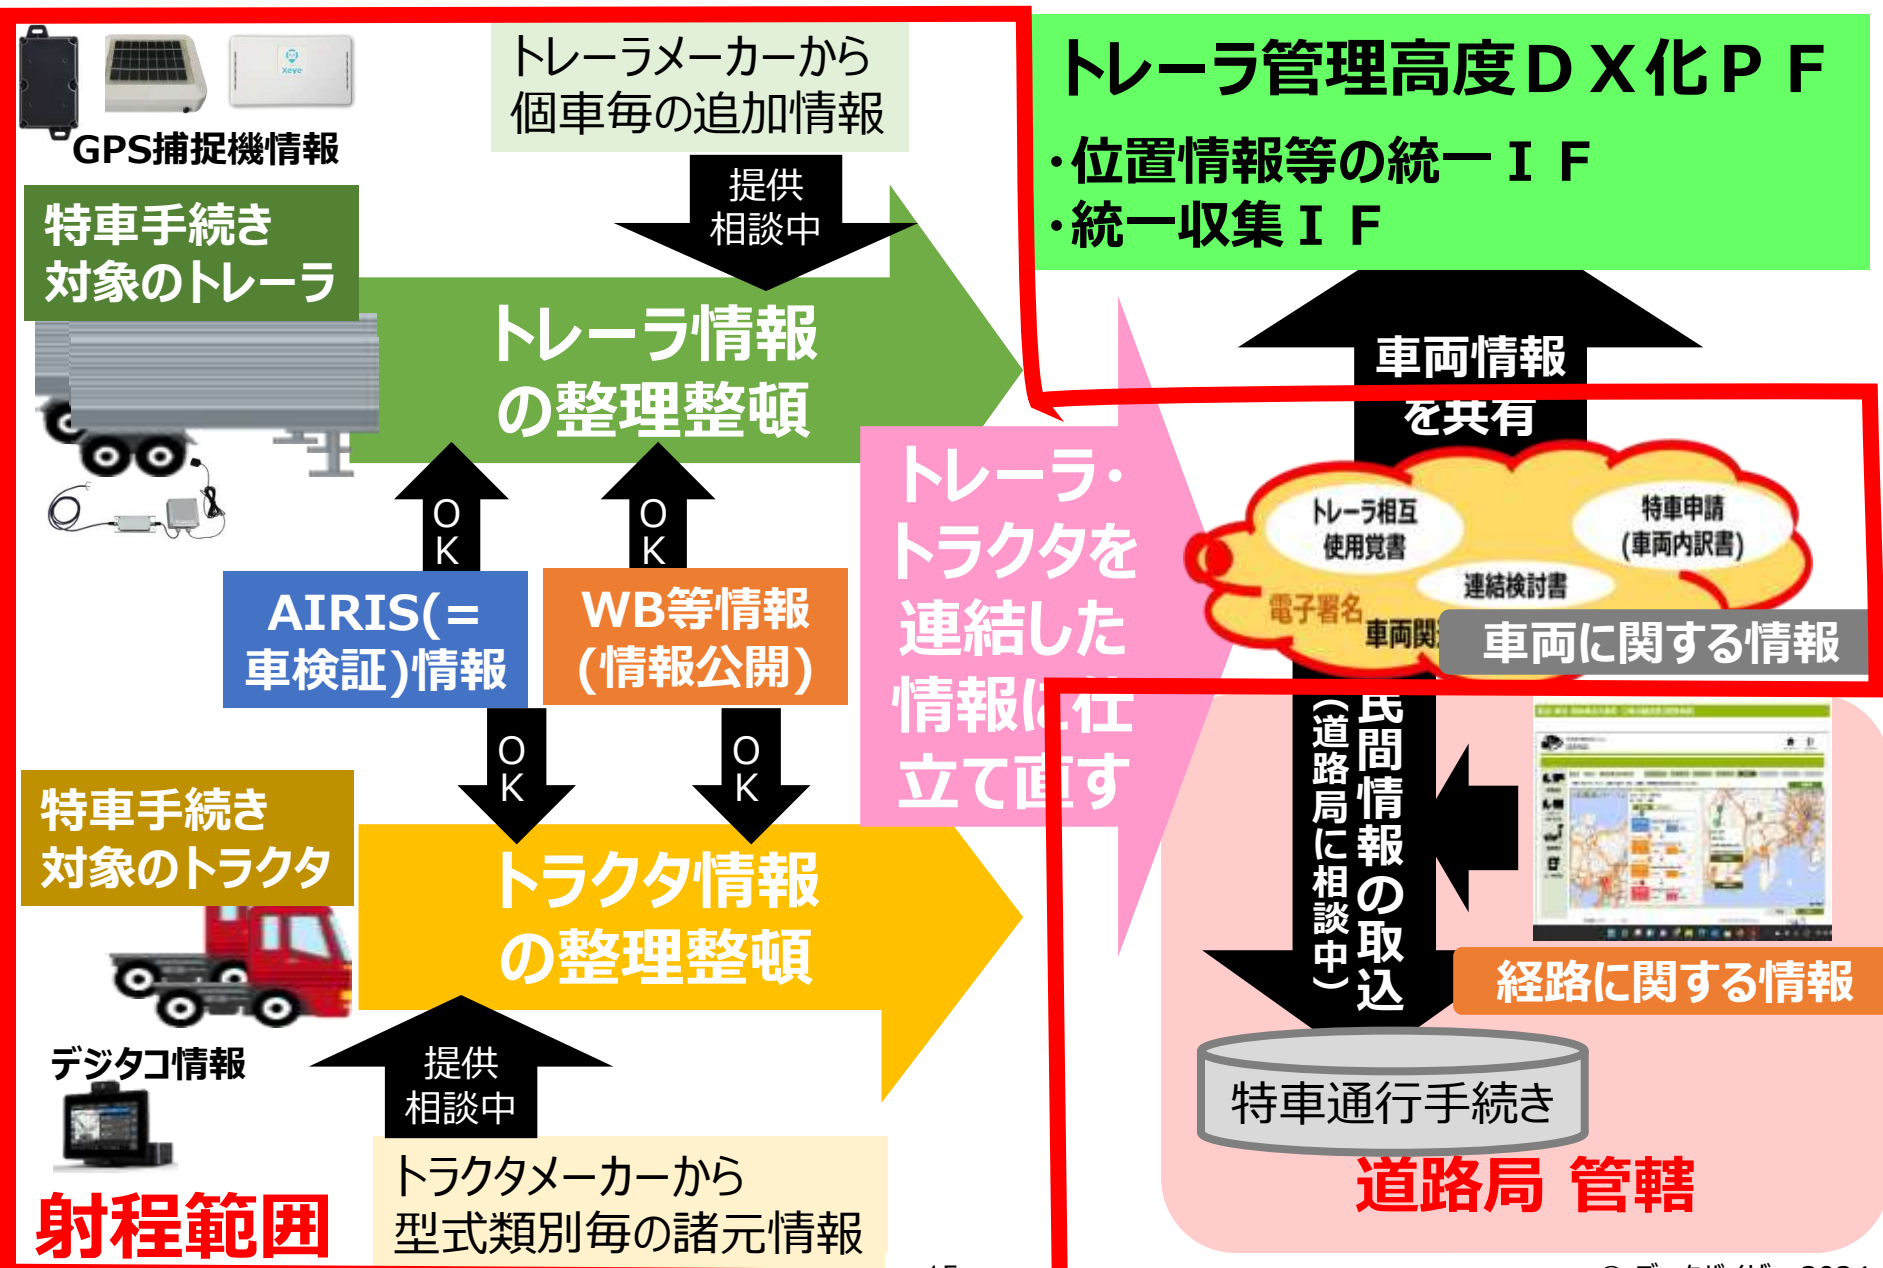 Xeye
GPS捕捉機情報
トレーラメーカーから
個車毎の追加情報
提供
相談中
特車手続き
対象のトレーラ
トレーラ情報
の整理整頓
OK
OK
AIRIS(=
車検証)情報
WB等情報
(情報公開)
OK
OK
特車手続き
対象のトラクタ
トラクタ情報
の整理整頓
デジタコ情報
提供
相談中
トラクタメーカーから
型式類別毎の諸元情報
射程範囲
トレーラ・
トラクタを
連結した
情報に仕
立て直す
トレーラ管理高度DX化PF
・位置情報等の統一IF
・統一収集IF
車両情報
を共有
トレーラ相互
使用覚書
特車申請
(車両内訳書)
連結検討書
電子署名
車両関
車両に関する情報
民間情報の取込
(道路局に相談中)
経路に関する情報
特車通行手続き
道路局 管轄